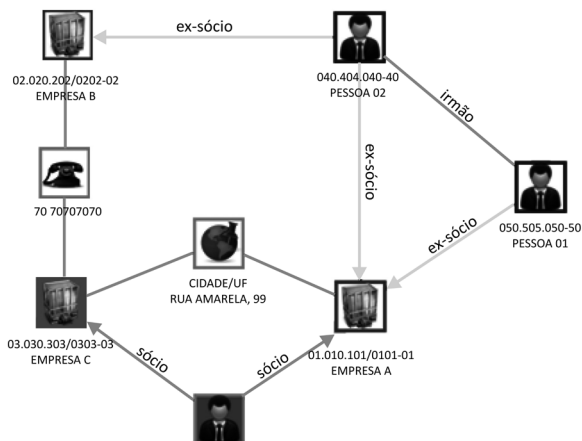 ex-sócio
02.020.202/0202-02
EMPRESA B
040.404.040-40
PESSOA 02
irmão
ex-sócio
70 70707070
050.505.050-50
PESSOA 01
ex-sócio
CIDADE/UF
RUA AMARELA, 99
03.030.303/0303-03
EMPRESA C
01.010.101/0101-01
EMPRESA A
sócio
sócio